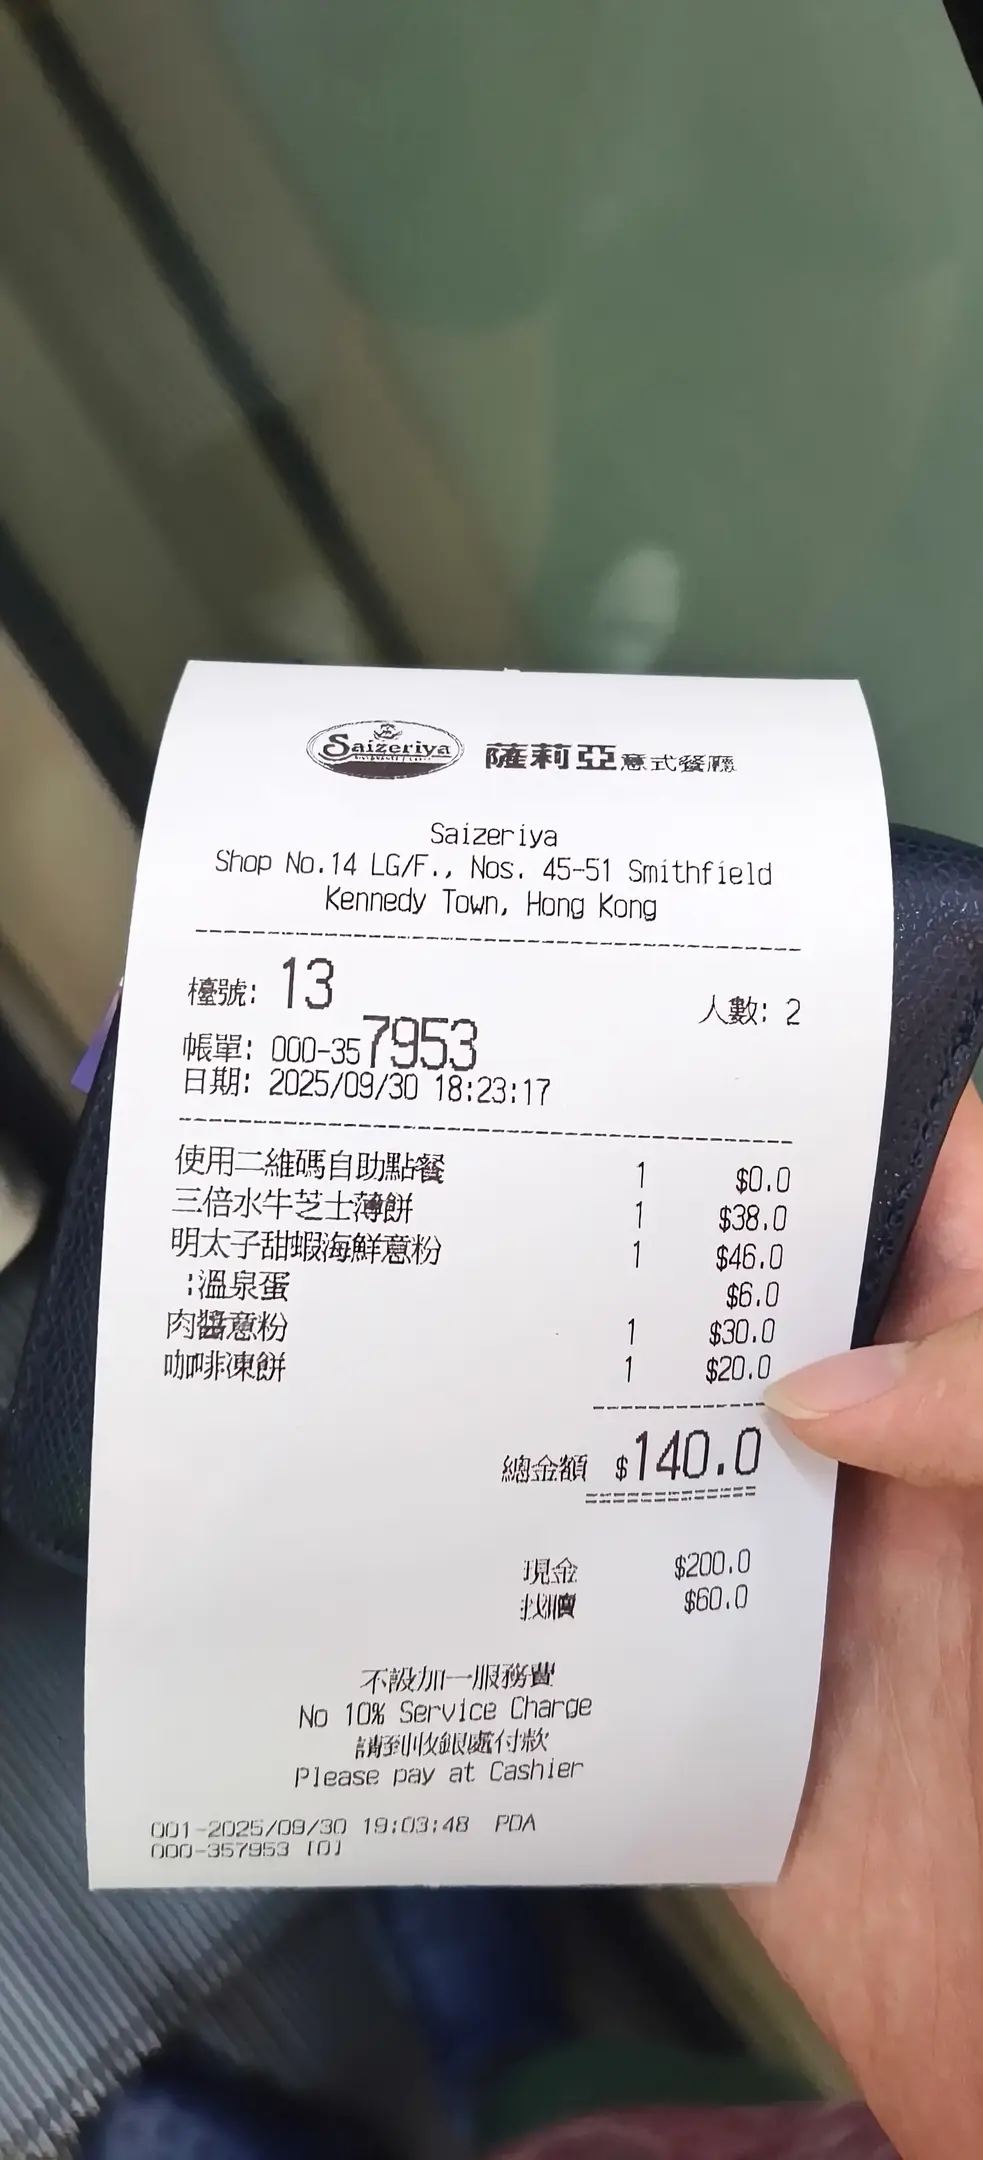 Saizeriya 薩莉亞意式餐廳
Saizeriya
Shop No.14 LG/F., Nos. 45-51 Smithfield
Kennedy Town, Hong Kong
檯號: 13 人數: 2
帳單: 000-357953
日期: 2025/09/30 18:23:17
使用二維碼自助點餐 1 $0.0
三倍水牛芝士薄餅 1 $38.0
明太子甜蝦海鮮意粉 1 $46.0
:溫泉蛋 $6.0
肉醬意粉 1 $30.0
咖啡凍餅 1 $20.0
總金額 $140.0
現金 $200.0
找贖 $60.0
不設加一服務費
No 10% Service Charge
請到收銀處付款
Please pay at Cashier
001-2025/09/30 19:03:48 PDA
000-357953 [0]